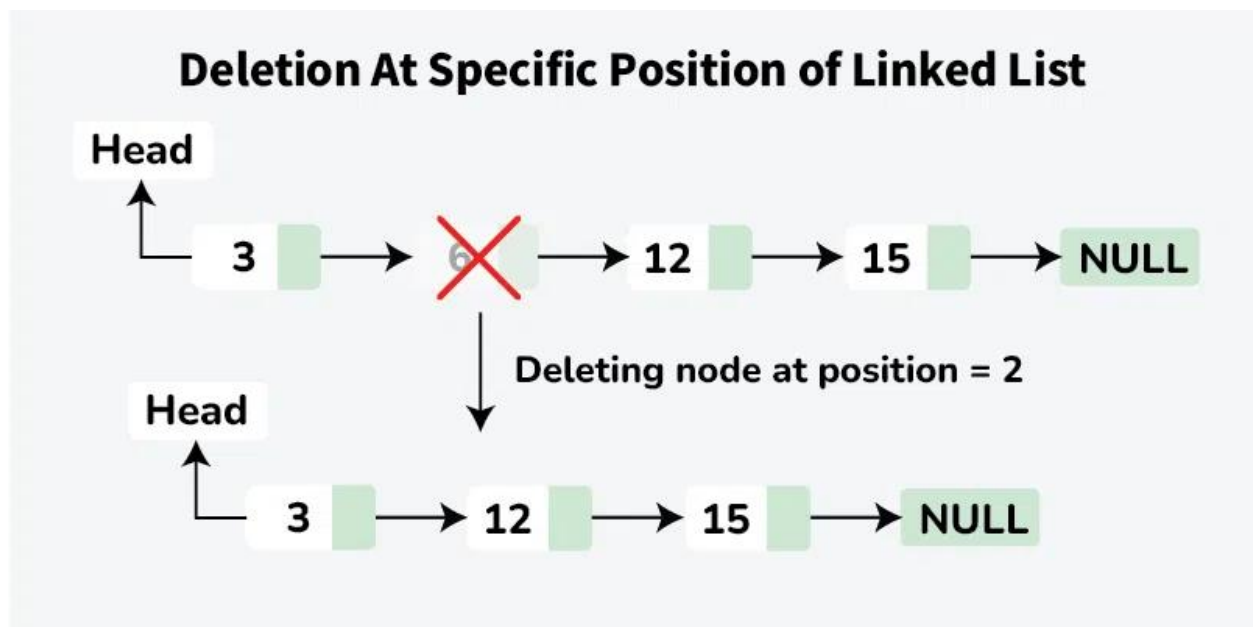 Deletion At Specific Position of Linked List
Head
3 6 12 15 NULL
Deleting node at position = 2
Head
3 12 15 NULL